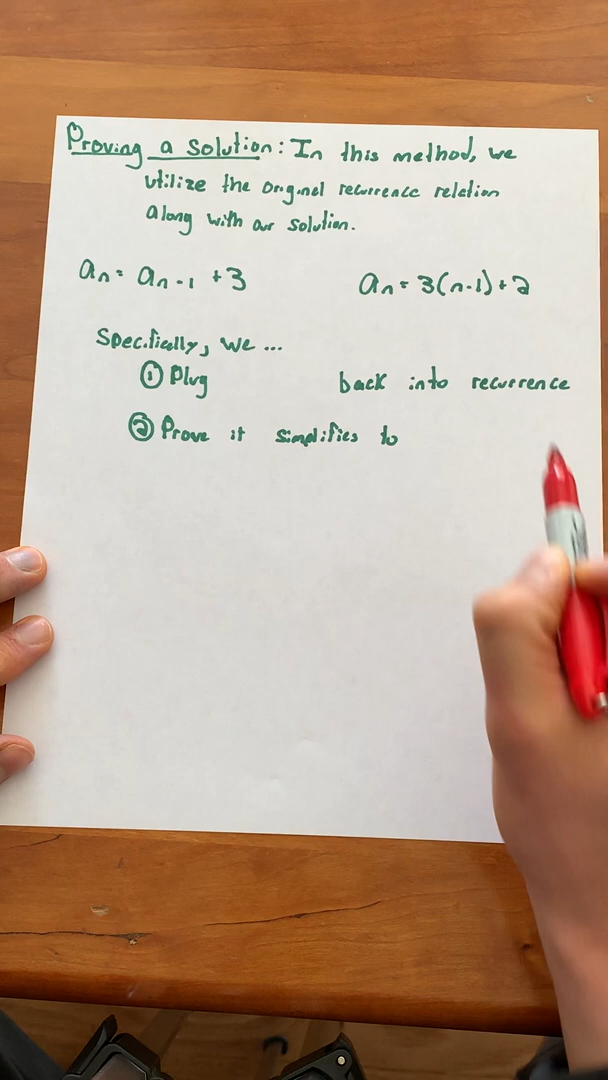 Proving a Solution: In this method, we
utilize the original recurrence relation
along with our solution.
an = an-1 + 3
an = 3(n-1) + 2
Specifically, we ...
① Plug back into recurrence
② Prove it simplifies to